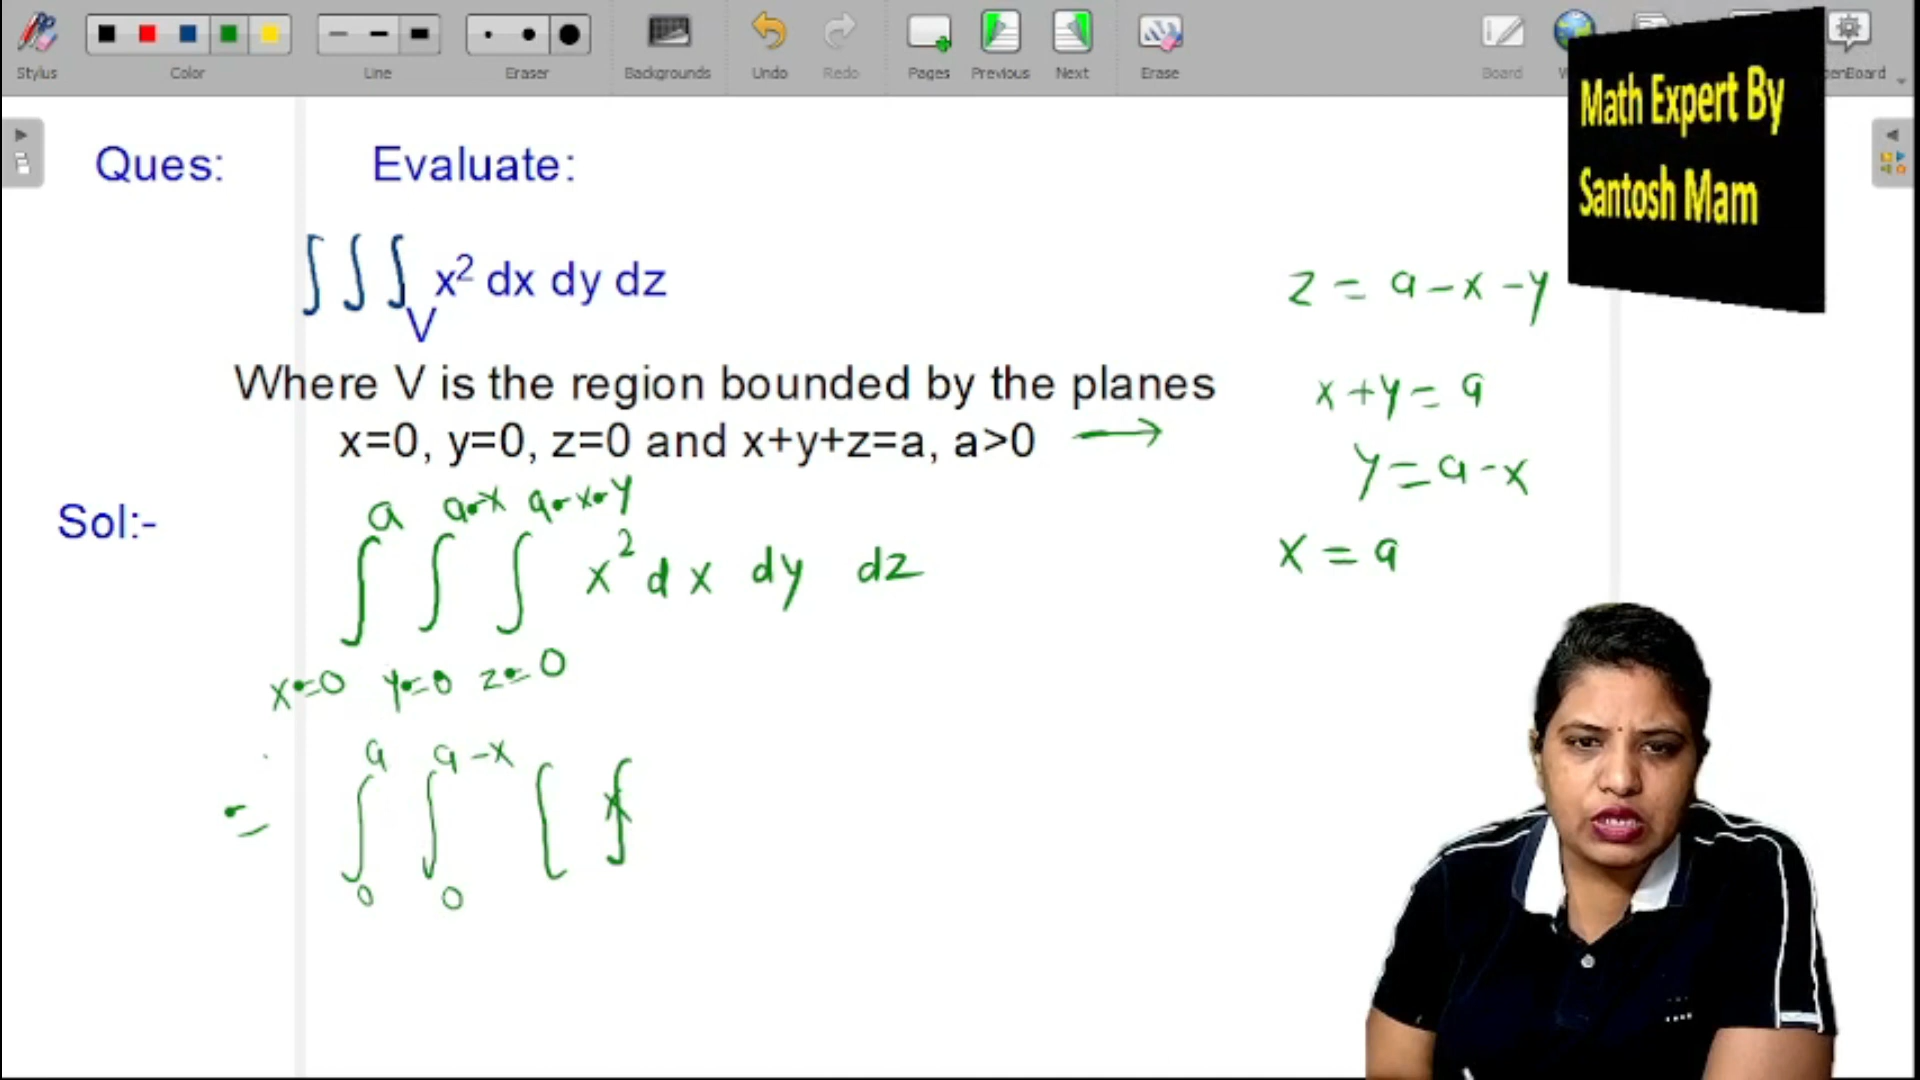 Stylus Color Line Eraser Backgrounds Undo Redo Pages Previous Next Erase Board
Math Expert By
Santosh Mam
Ques: Evaluate:
∫∫∫ x² dx dy dz
V
z = a-x-y
Where V is the region bounded by the planes
x+y= a
x=0, y=0, z=0 and x+y+z=a, a>0 →
y=a-x
Sol:-
a a-x a-x-y
∫ ∫ ∫ x² dx dy dz
x = a
x=0 y=0 z=0
a a-x
= ∫ ∫ [
0 0